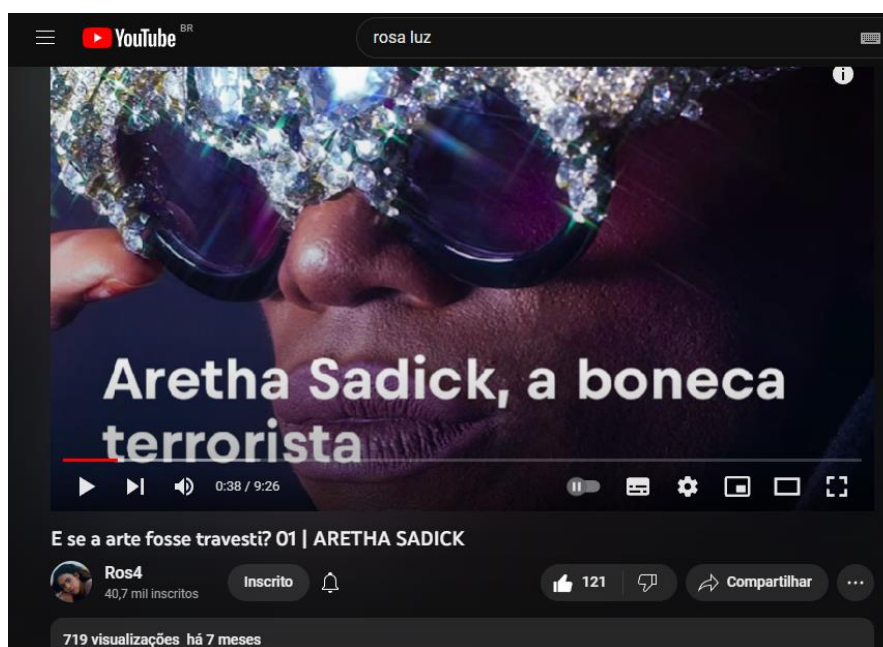 YouTube BR
rosa luz
Aretha Sadick, a boneca
terrorista
0:38 / 9:26
E se a arte fosse travesti? 01 | ARETHA SADICK
Ros4
40,7 mil inscritos
Inscrito
121
Compartilhar
719 visualizações há 7 meses